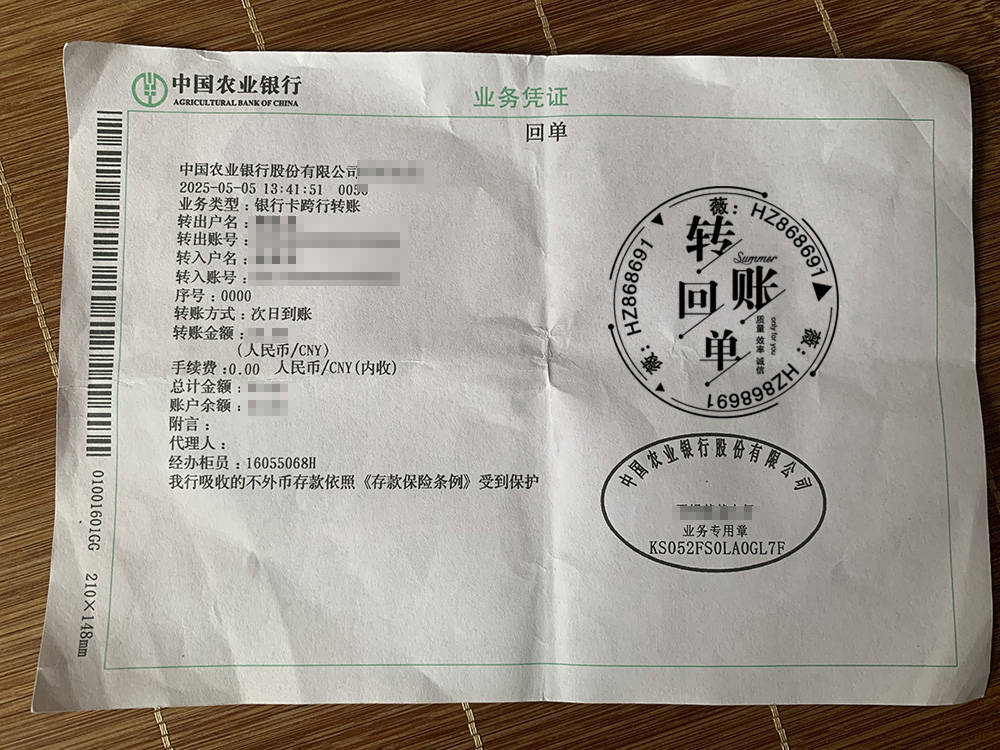 中国农业银行
AGRICULTURAL BANK OF CHINA
业务凭证
回单
中国农业银行股份有限公司
2025-05-05 13:41:51 0050
业务类型：银行卡跨行转账
转出户名：
转出账号：
转入户名：
转入账号：
序号：0000
转账方式：次日到账
转账金额：
(人民币/CNY)
手续费：0.00 人民币/CNY(内收)
总计金额：
账户余额：
附言：
代理人：
经办柜员：16055068H
我行吸收的不外币存款依照《存款保险条例》受到保护
01001601GG 210×148mm
薇：HZ868691
薇：HZ868691
薇：HZ868691
转账回单
Summer
only for you
质量 效率 诚信
中国农业银行股份有限公司
业务专用章
KS052FS0LA0GL7F